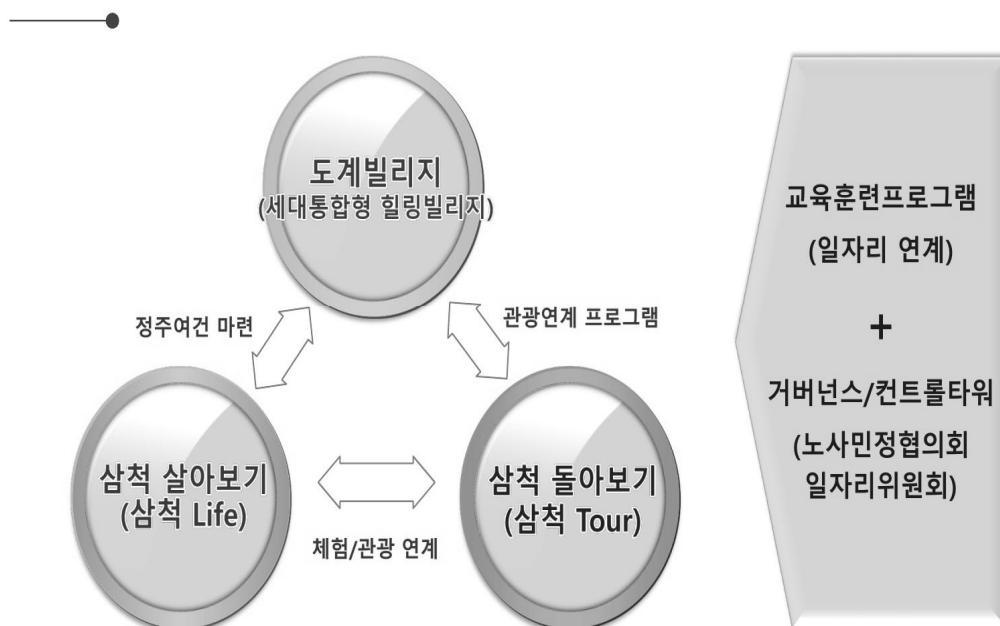 도계빌리지
(세대통합형 힐링빌리지)
정주여건 마련
관광연계 프로그램
삼척 살아보기
(삼척 Life)
체험/관광 연계
삼척 돌아보기
(삼척 Tour)
교육훈련프로그램
(일자리 연계)
+
거버넌스/컨트롤타워
(노사민정협의회
일자리위원회)